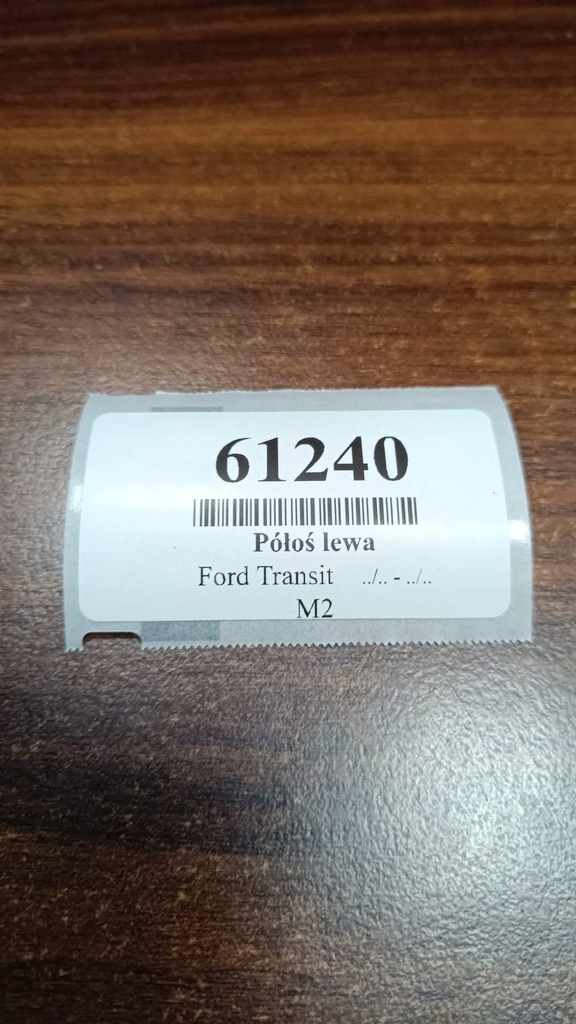 61240
Półoś lewa
Ford Transit ../.. - ../..
M2